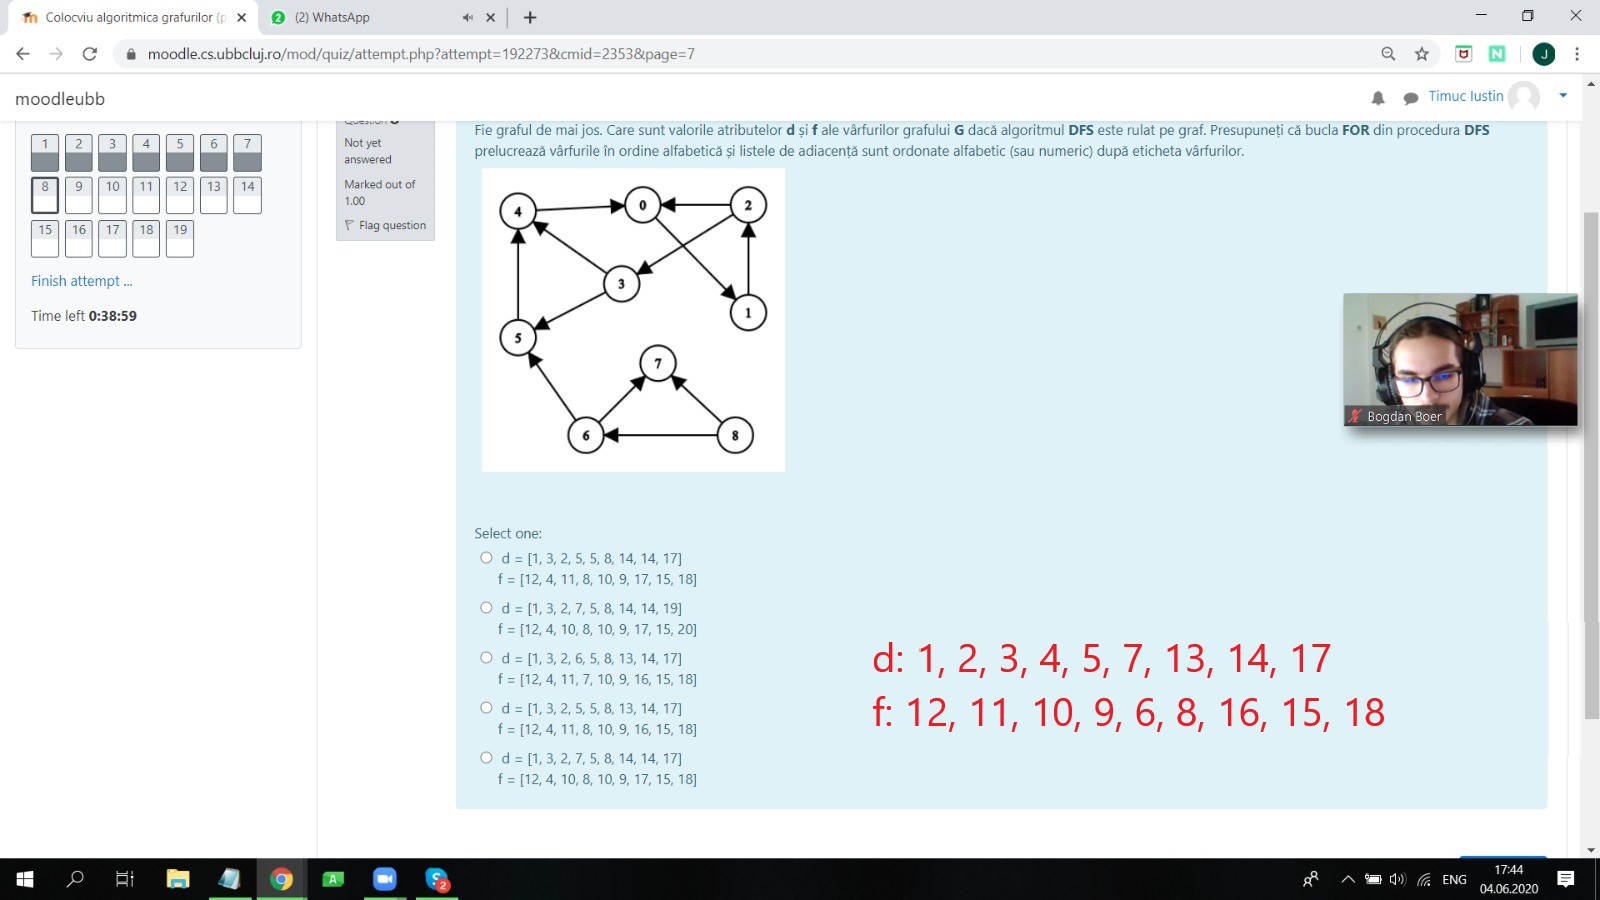 Colocviu algoritmica grafurilor (p
(2) WhatsApp
moodle.cs.ubbcluj.ro/mod/quiz/attempt.php?attempt=192273&cmid=2353&page=7
moodleubb
Timuc Iustin
1 2 3 4 5 6 7
8 9 10 11 12 13 14
15 16 17 18 19
Finish attempt ...
Time left 0:38:59
Not yet
answered
Marked out of
1.00
Flag question
Fie graful de mai jos. Care sunt valorile atributelor d și f ale vârfurilor grafului G dacă algoritmul DFS este rulat pe graf. Presupuneți că bucla FOR din procedura DFS
prelucrează vârfurile în ordine alfabetică și listele de adiacență sunt ordonate alfabetic (sau numeric) după eticheta vârfurilor.
4 0 2
3
1
5
7
6 8
Bogdan Boer
Select one:
d = [1, 3, 2, 5, 5, 8, 14, 14, 17]
f = [12, 4, 11, 8, 10, 9, 17, 15, 18]
d = [1, 3, 2, 7, 5, 8, 14, 14, 19]
f = [12, 4, 10, 8, 10, 9, 17, 15, 20]
d = [1, 3, 2, 6, 5, 8, 13, 14, 17]
f = [12, 4, 11, 7, 10, 9, 16, 15, 18]
d = [1, 3, 2, 5, 5, 8, 13, 14, 17]
f = [12, 4, 11, 8, 10, 9, 16, 15, 18]
d = [1, 3, 2, 7, 5, 8, 14, 14, 17]
f = [12, 4, 10, 8, 10, 9, 17, 15, 18]
d: 1, 2, 3, 4, 5, 7, 13, 14, 17
f: 12, 11, 10, 9, 6, 8, 16, 15, 18
ENG
17:44
04.06.2020